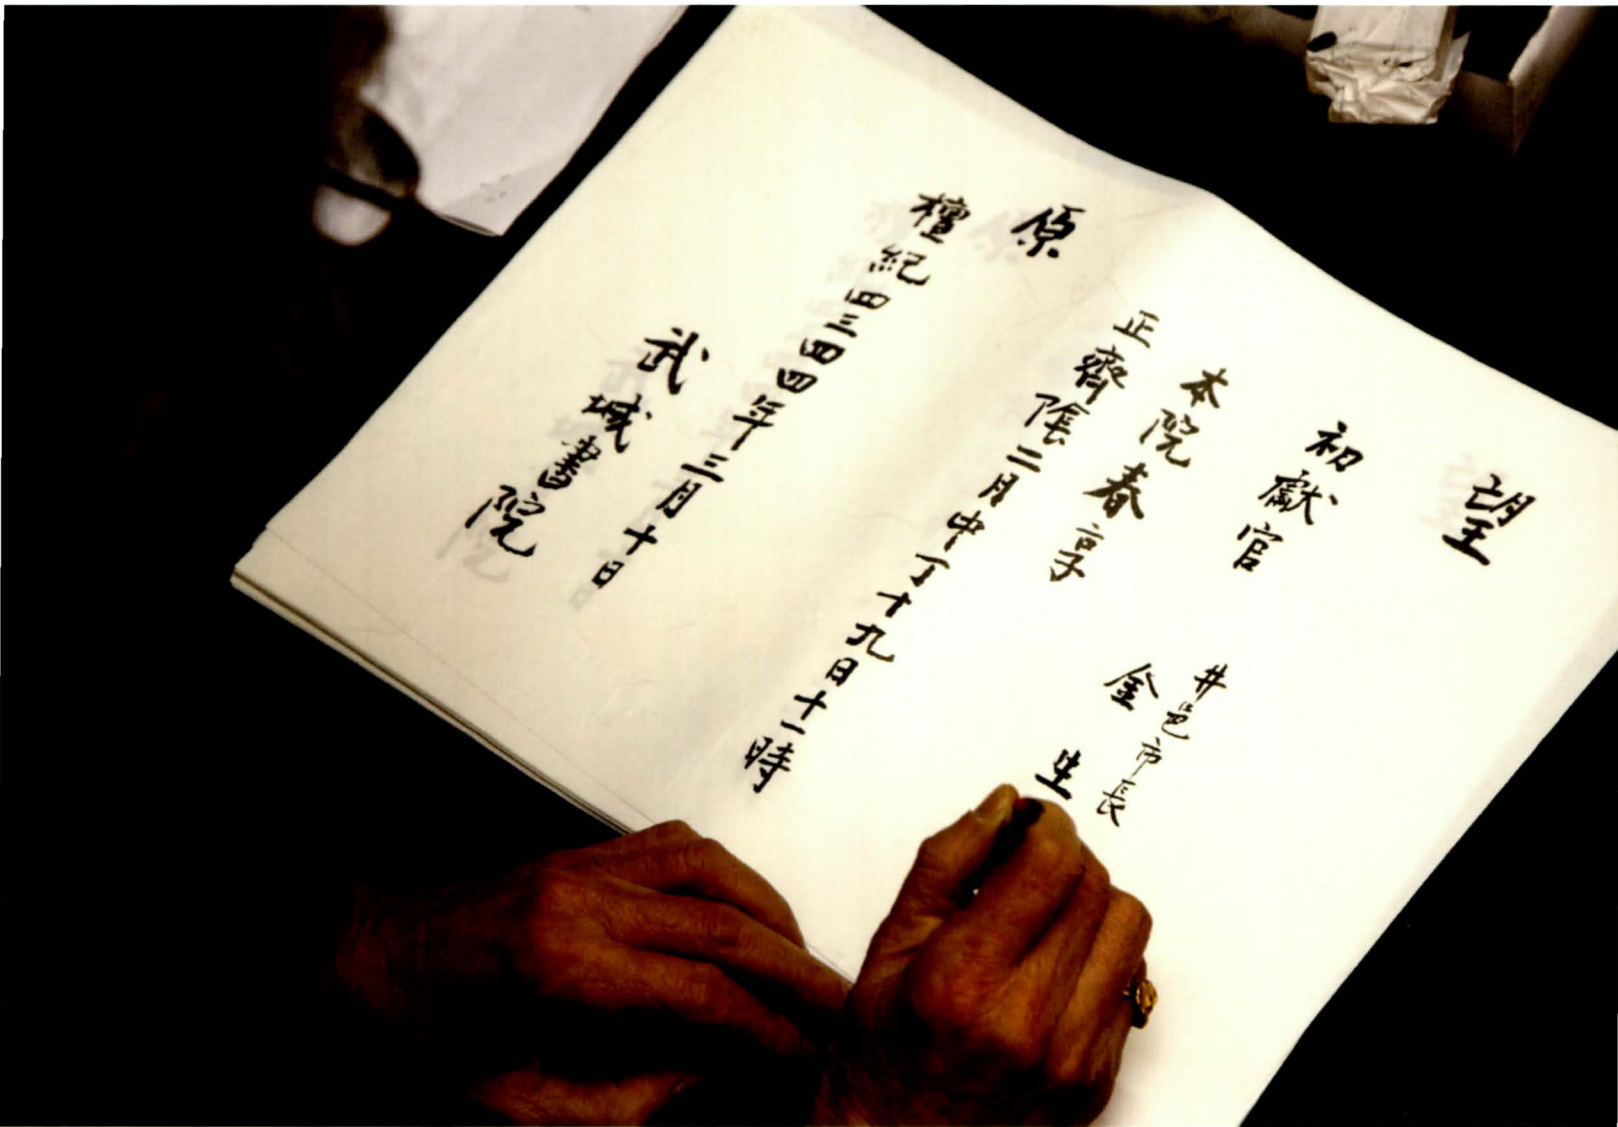 望
初獻官
井邑市長
金生
本院春享
正齋陰二月中丁十九日十一時
原
檀紀四三四四年三月十日
武城書院